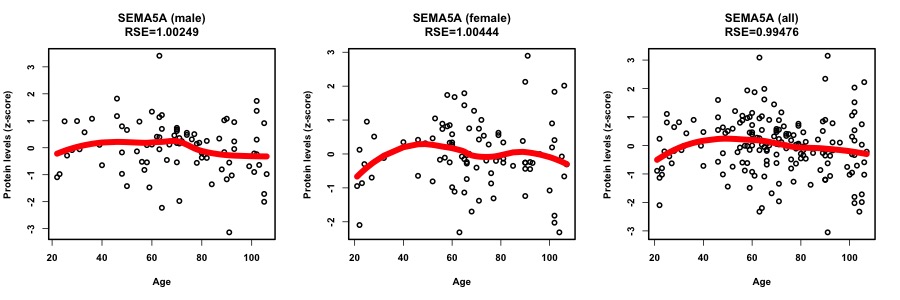 SEMA5A (male)
RSE=1.00249
Protein levels (z-score)
3
2
1
0
-1
-2
-3
20 40 60 80 100
Age
SEMA5A (female)
RSE=1.00444
Protein levels (z-score)
3
2
1
0
-1
-2
20 40 60 80 100
Age
SEMA5A (all)
RSE=0.99476
Protein levels (z-score)
3
2
1
0
-1
-2
-3
20 40 60 80 100
Age